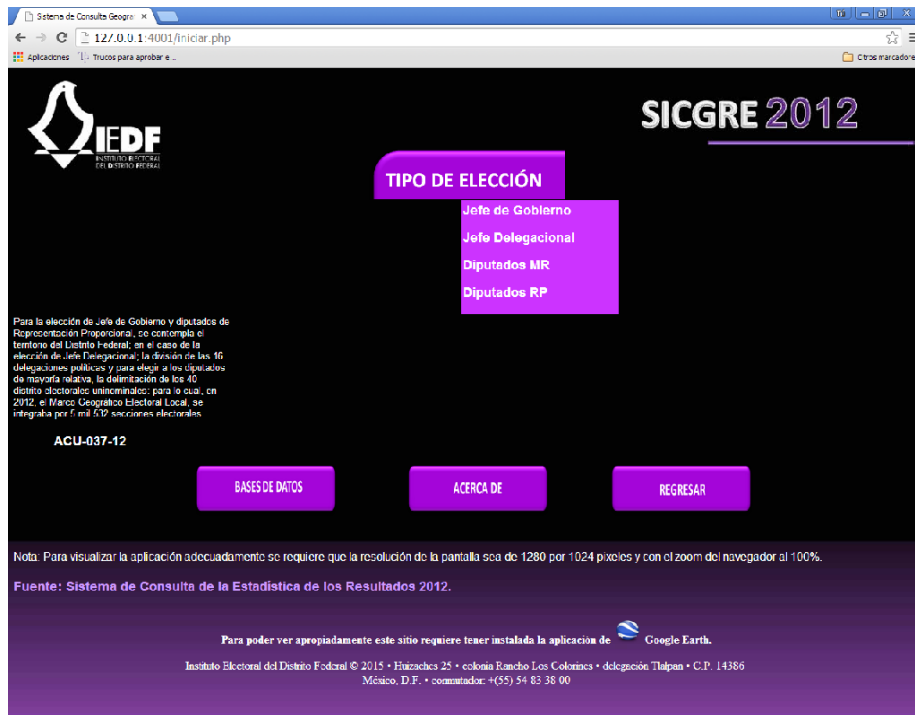 Sistema de Consulta Geogra
127.0.0.1:4001/iniciar.php
Aplicaciones Trucos para aprobar e ...
Otros marcadore
IEDF
INSTITUTO ELECTORAL
DEL DISTRITO FEDERAL
SICGRE 2012
TIPO DE ELECCIÓN
Jefe de Gobierno
Jefe Delegacional
Diputados MR
Diputados RP
Para la elección de Jefe de Gobierno y diputados de
Representación Proporcional, se contempla el
territorio del Distrito Federal; en el caso de la
elección de Jefe Delegacional; la división de las 16
delegaciones políticas y para elegir a los diputados
de mayoría relativa, la delimitación de los 40
distrito electorales uninominales: para lo cual, en
2012, el Marco Geográfico Electoral Local, se
integraba por 5 mil 532 secciones electorales
ACU-037-12
BASES DE DATOS
ACERCA DE
REGRESAR
Nota: Para visualizar la aplicación adecuadamente se requiere que la resolución de la pantalla sea de 1280 por 1024 pixeles y con el zoom del navegador al 100%.
Fuente: Sistema de Consulta de la Estadística de los Resultados 2012.
Para poder ver apropiadamente este sitio requiere tener instalada la aplicación de Google Earth.
Instituto Electoral del Distrito Federal © 2015 • Huizaches 25 • colonia Rancho Los Colorines • delegación Tlalpan • C.P. 14386
México, D.F. • conmutador: +(55) 54 83 38 00